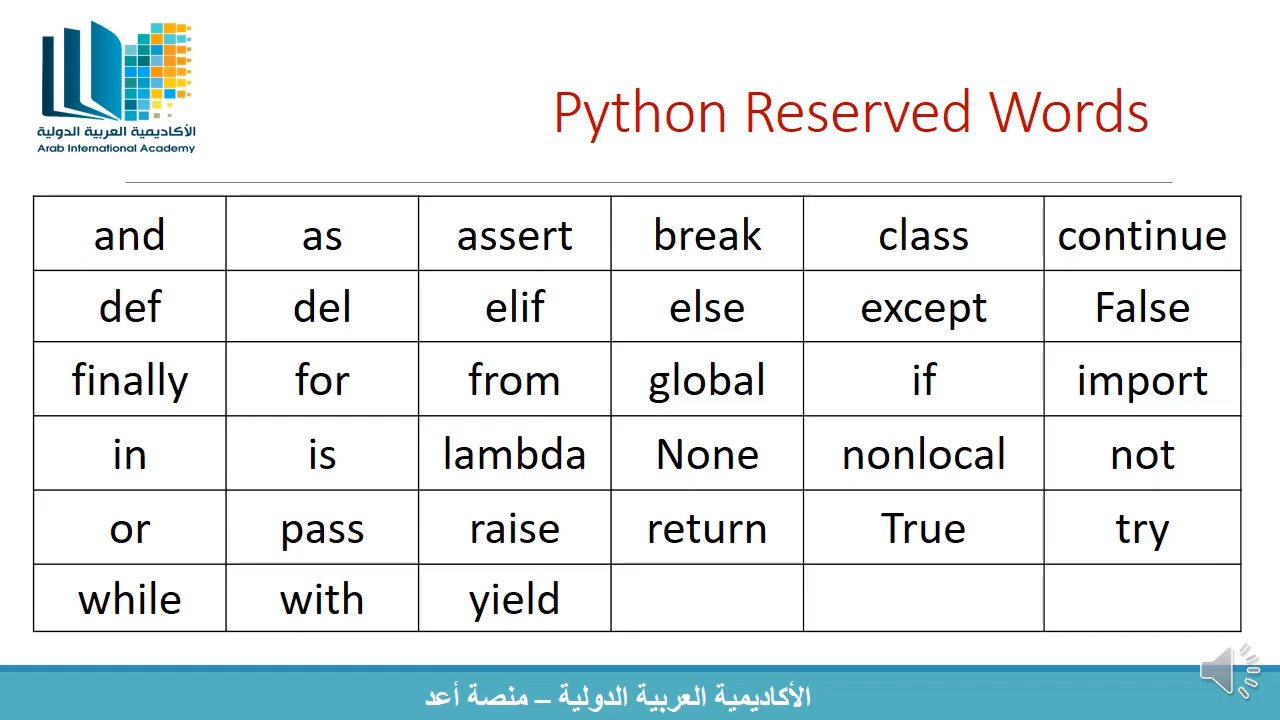 الأكاديمية العربية الدولية
Arab International Academy
Python Reserved Words
and as assert break class continue
def del elif else except False
finally for from global if import
in is lambda None nonlocal not
or pass raise return True try
while with yield
الأكاديمية العربية الدولية – منصة أعد